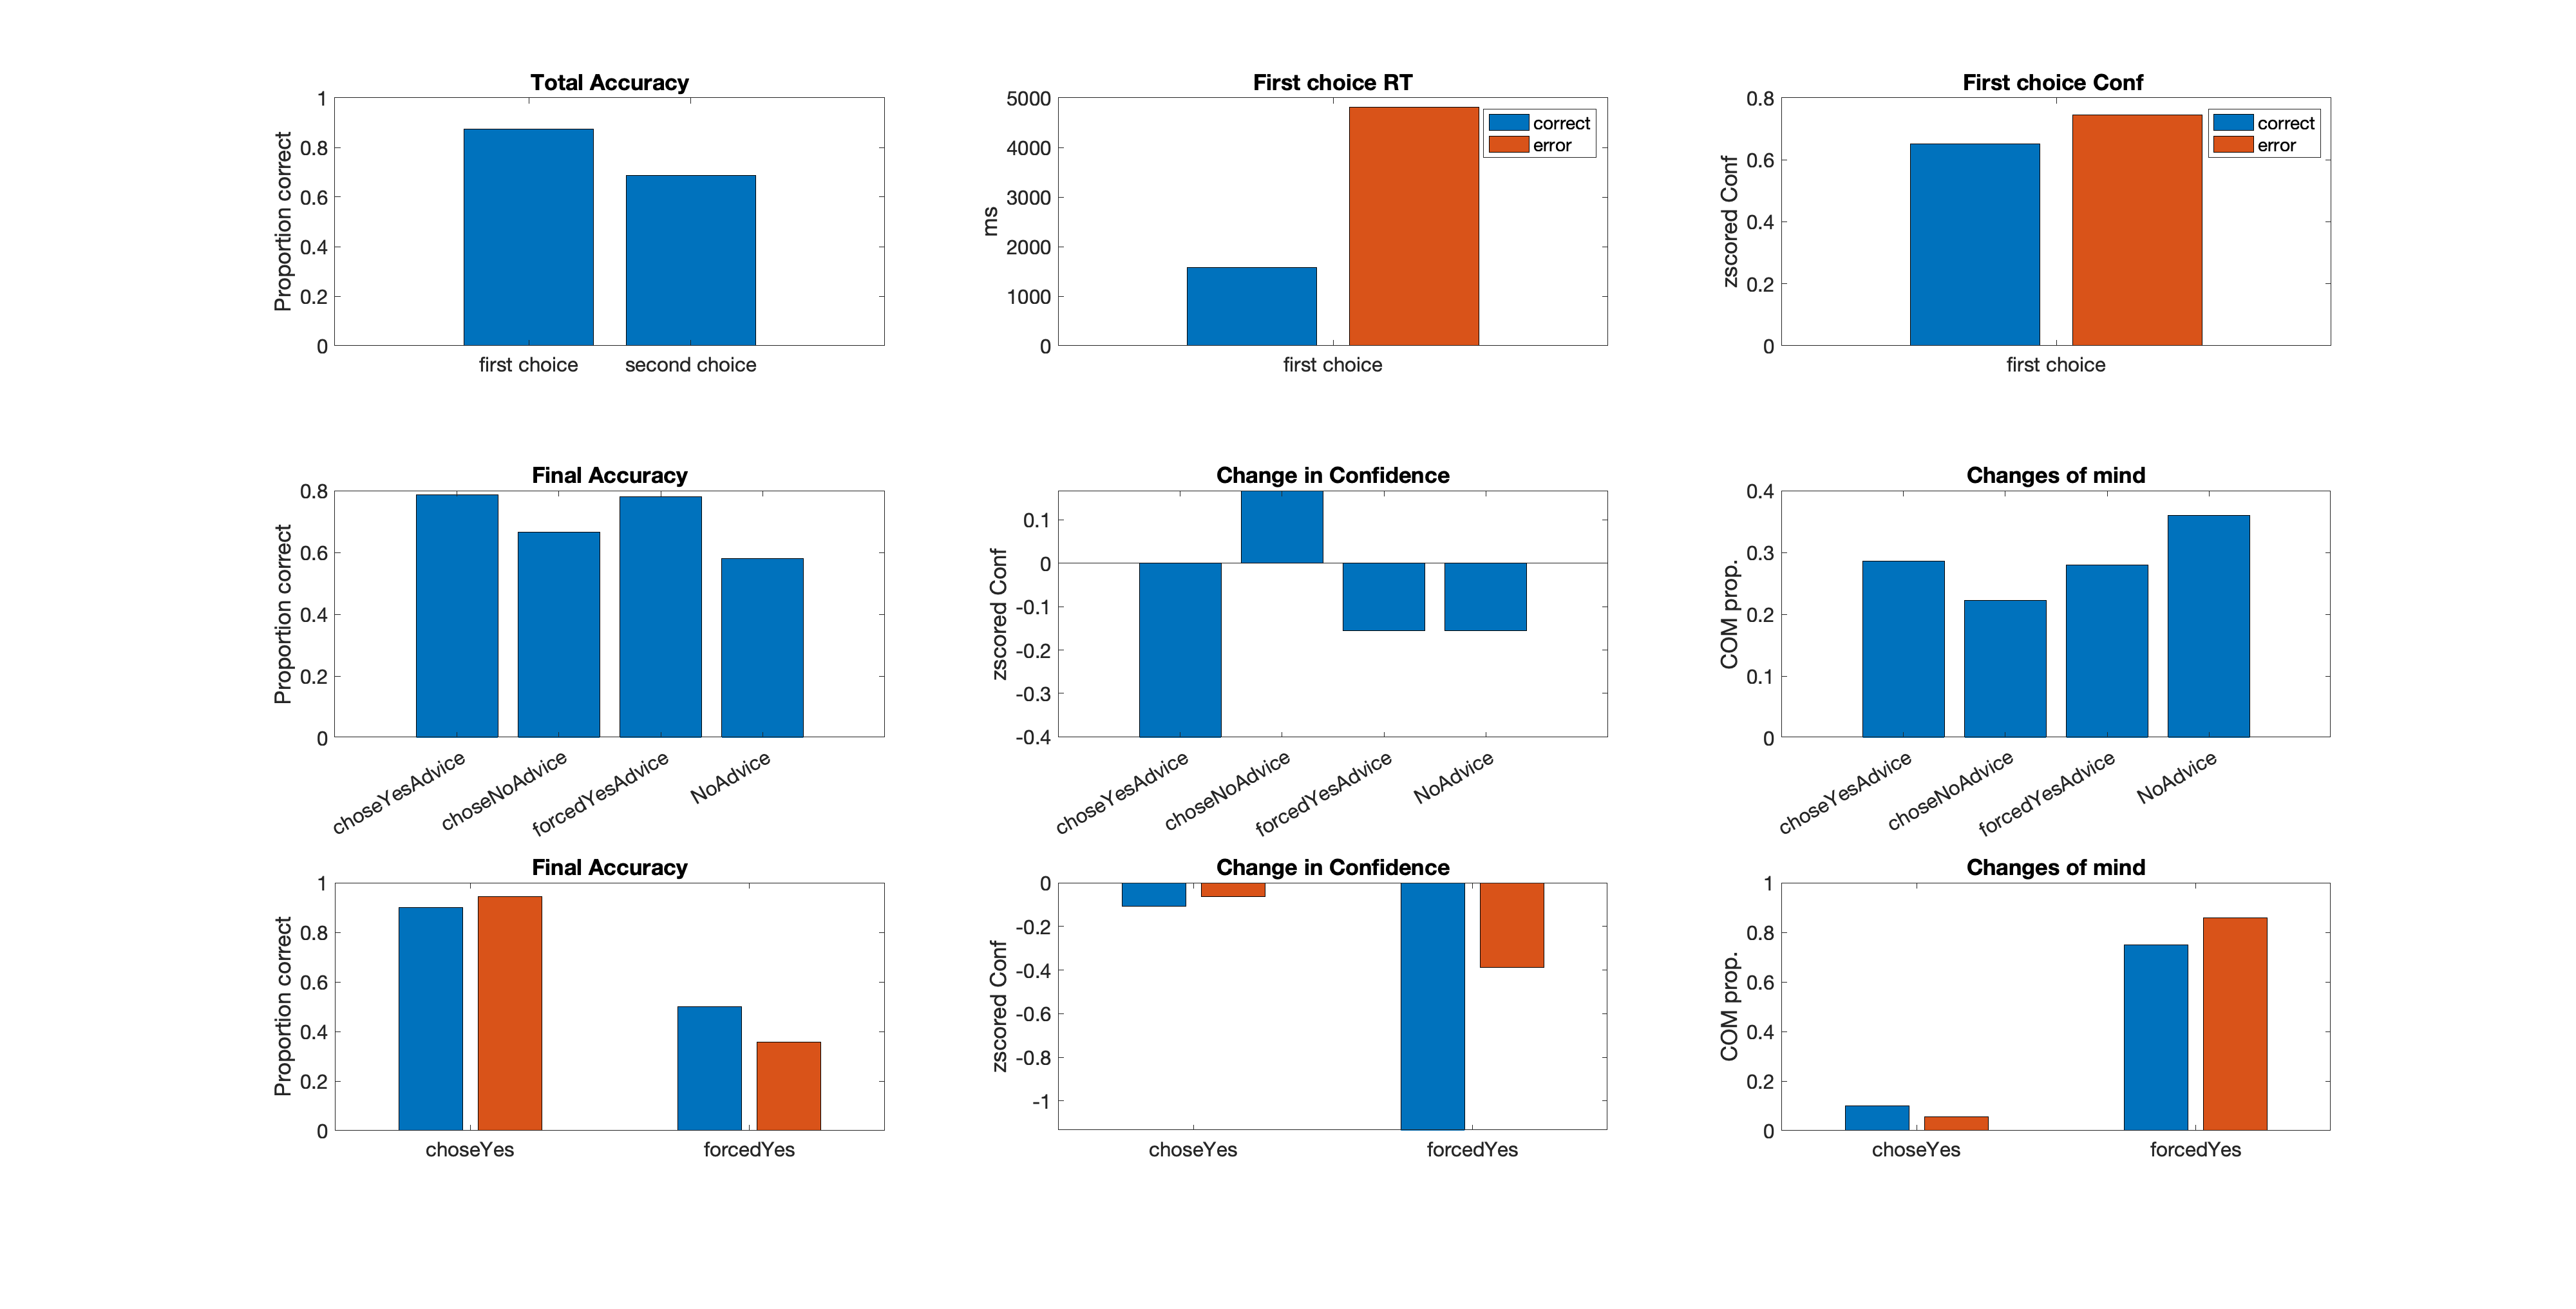 Total Accuracy
Proportion correct
1
0.8
0.6
0.4
0.2
0
first choice second choice
First choice RT
ms
5000
4000
3000
2000
1000
0
first choice
correct
error
First choice Conf
zscored Conf
0.8
0.6
0.4
0.2
0
first choice
correct
error
Final Accuracy
Proportion correct
0.8
0.6
0.4
0.2
0
choseYesAdvice
choseNoAdvice
forcedYesAdvice
NoAdvice
Change in Confidence
zscored Conf
0.1
0
-0.1
-0.2
-0.3
-0.4
choseYesAdvice
choseNoAdvice
forcedYesAdvice
NoAdvice
Changes of mind
COM prop.
0.4
0.3
0.2
0.1
0
choseYesAdvice
choseNoAdvice
forcedYesAdvice
NoAdvice
Final Accuracy
Proportion correct
1
0.8
0.6
0.4
0.2
0
choseYes forcedYes
Change in Confidence
zscored Conf
0
-0.2
-0.4
-0.6
-0.8
-1
choseYes forcedYes
Changes of mind
COM prop.
1
0.8
0.6
0.4
0.2
0
choseYes forcedYes